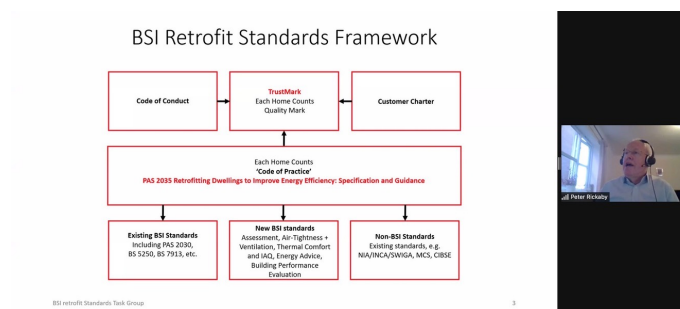 BSI Retrofit Standards Framework
Code of Conduct
TrustMark
Each Home Counts
Quality Mark
Customer Charter
Each Home Counts
'Code of Practice'
PAS 2035 Retrofitting Dwellings to Improve Energy Efficiency: Specification and Guidance
Existing BSI Standards
Including PAS 2030,
BS 5250, BS 7913, etc.
New BSI standards
Assessment, Air-Tightness +
Ventilation, Thermal Comfort
and IAQ, Energy Advice,
Building Performance
Evaluation
Non-BSI Standards
Existing standards, e.g.
NIA/INCA/SWIGA, MCS, CIBSE
BSI retrofit Standards Task Group
3
Peter Rickaby